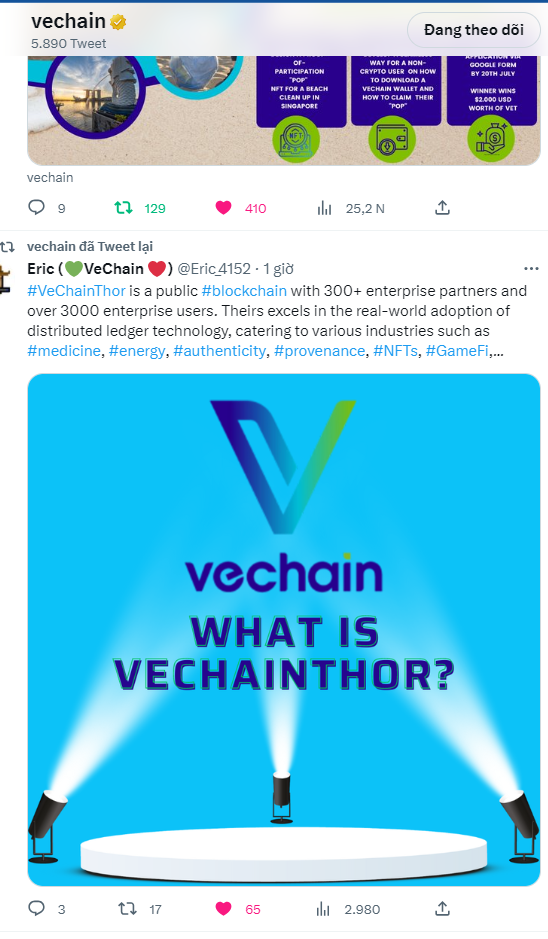 vechain
5.890 Tweet
Đang theo dõi
OF-
PARTICIPATION
"POP"
NFT FOR A BEACH
CLEAN UP IN
SINGAPORE
WAY FOR A NON-
CRYPTO USER ON HOW
TO DOWNLOAD A
VECHAIN WALLET AND
HOW TO CLAIM THEIR
"POP"
APPLICATION VIA
GOOGLE FORM
BY 20TH JULY
WINNER WINS
$2.000 USD
WORTH OF VET
NFT
vechain
9
129
410
25,2 N
vechain đã Tweet lại
Eric (💚VeChain ❤️) @Eric_4152 · 1 giờ
#VeChainThor is a public #blockchain with 300+ enterprise partners and
over 3000 enterprise users. Theirs excels in the real-world adoption of
distributed ledger technology, catering to various industries such as
#medicine, #energy, #authenticity, #provenance, #NFTs, #GameFi,...
vechain
WHAT IS
VECHAINTHOR?
3
17
65
2.980